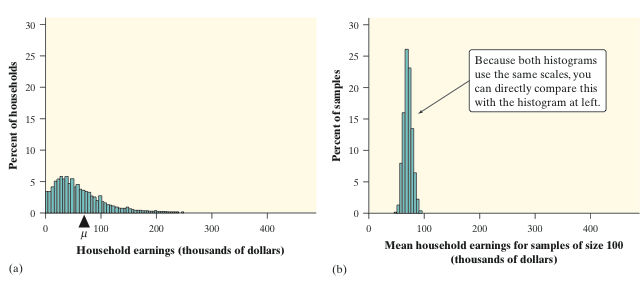 30
25
20
15
10
5
0
Percent of households
0
100
200
300
400
μ
Household earnings (thousands of dollars)
(a)
30
25
20
15
10
5
0
Percent of samples
Because both histograms
use the same scales, you
can directly compare this
with the histogram at left.
0
100
200
300
400
Mean household earnings for samples of size 100
(thousands of dollars)
(b)